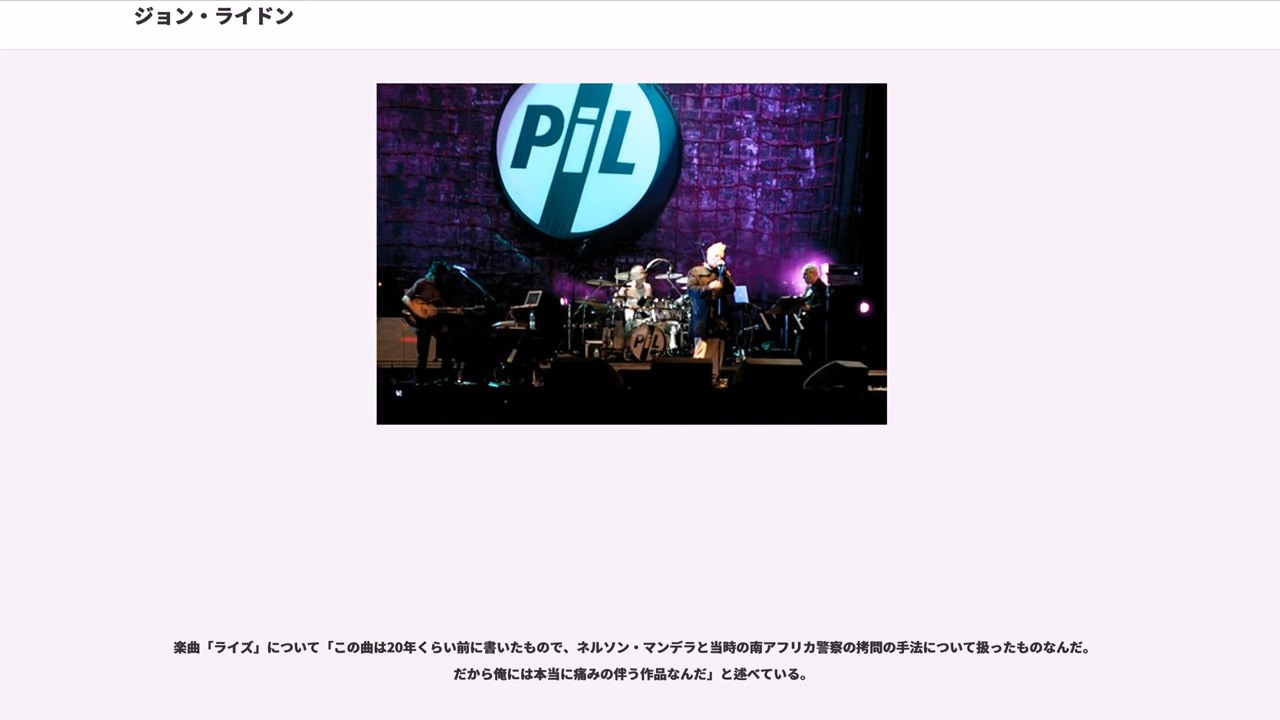 ジョン・ライドン
PiL
PiL
楽曲「ライズ」について「この曲は20年くらい前に書いたもので、ネルソン・マンデラと当時の南アフリカ警察の拷問の手法について扱ったものなんだ。
だから俺には本当に痛みの伴う作品なんだ」と述べている。